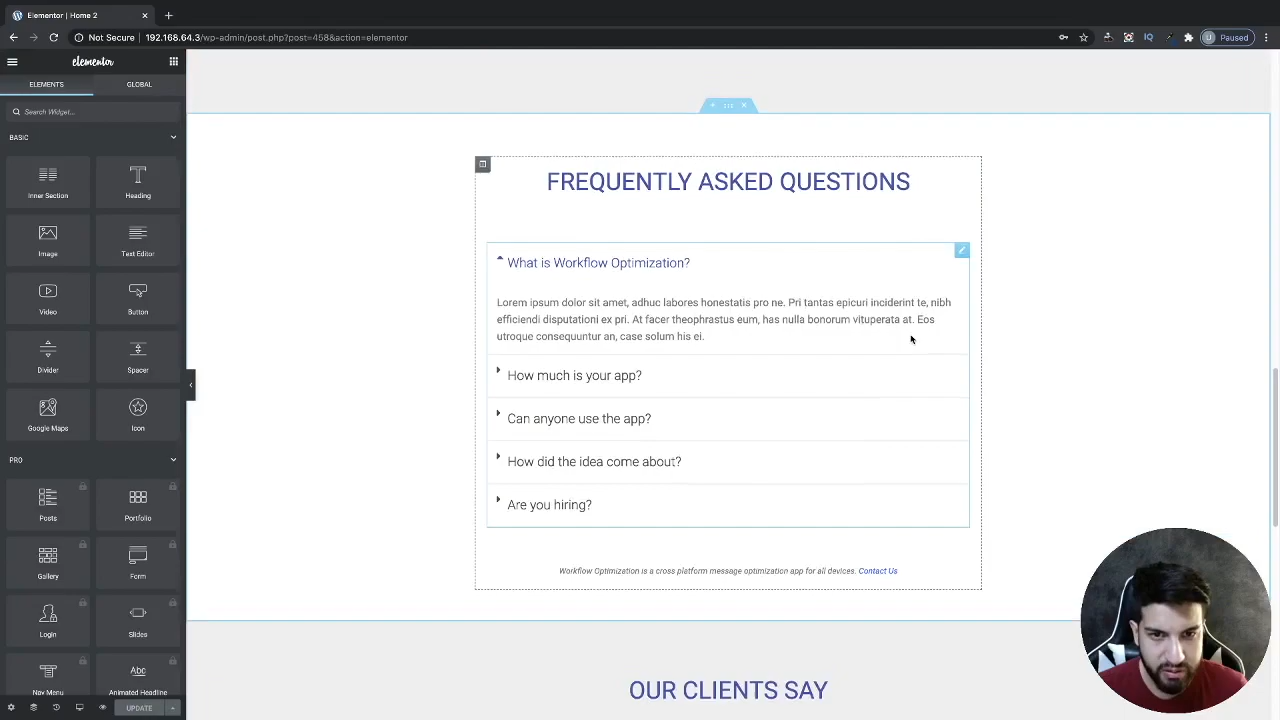 Elementor | Home 2
Not Secure | 192.168.64.3/wp-admin/post.php?post=458&action=elementor
IQ
U Paused
elementor
ELEMENTS GLOBAL
Search Widget...
BASIC
Inner Section Heading
Image Text Editor
Video Button
Divider Spacer
Google Maps Icon
PRO
Posts Portfolio
Gallery Form
Login Slides
Abc
Nav Menu Animated Headline
UPDATE
FREQUENTLY ASKED QUESTIONS
What is Workflow Optimization?
Lorem ipsum dolor sit amet, adhuc labores honestatis pro ne. Pri tantas epicuri inciderint te, nibh
efficiendi disputationi ex pri. At facer theophrastus eum, has nulla bonorum vituperata at. Eos
utroque consequuntur an, case solum his ei.
How much is your app?
Can anyone use the app?
How did the idea come about?
Are you hiring?
Workflow Optimization is a cross platform message optimization app for all devices. Contact Us
OUR CLIENTS SAY